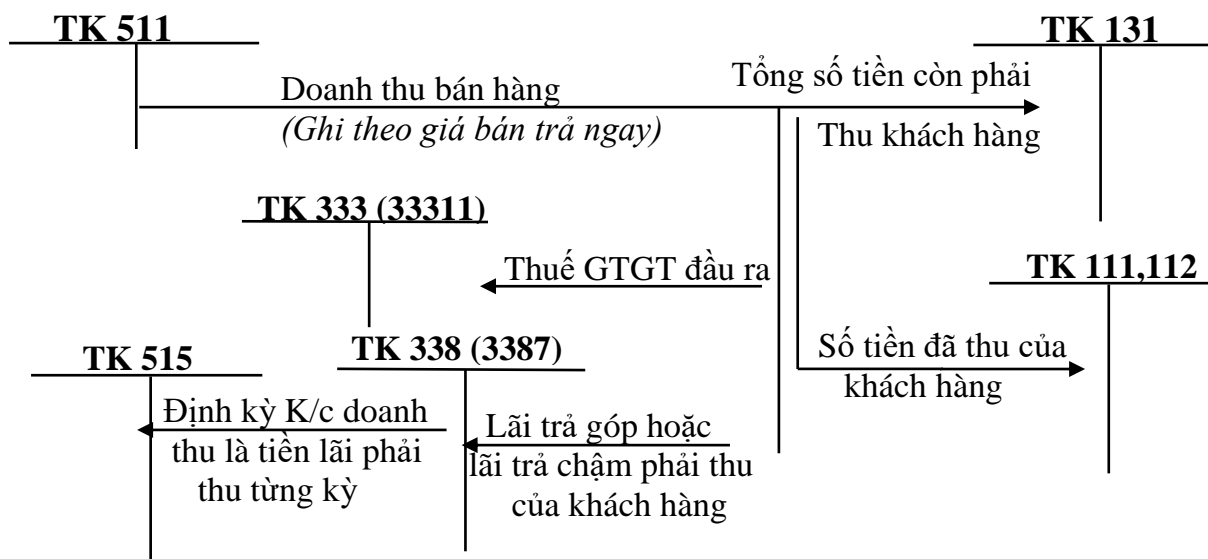 TK 511
TK 131
Doanh thu bán hàng
(Ghi theo giá bán trả ngay)
Tổng số tiền còn phải
Thu khách hàng
TK 333 (33311)
Thuế GTGT đầu ra
TK 111,112
TK 515
TK 338 (3387)
Số tiền đã thu của
khách hàng
Định kỳ K/c doanh
thu là tiền lãi phải
thu từng kỳ
Lãi trả góp hoặc
lãi trả chậm phải thu
của khách hàng